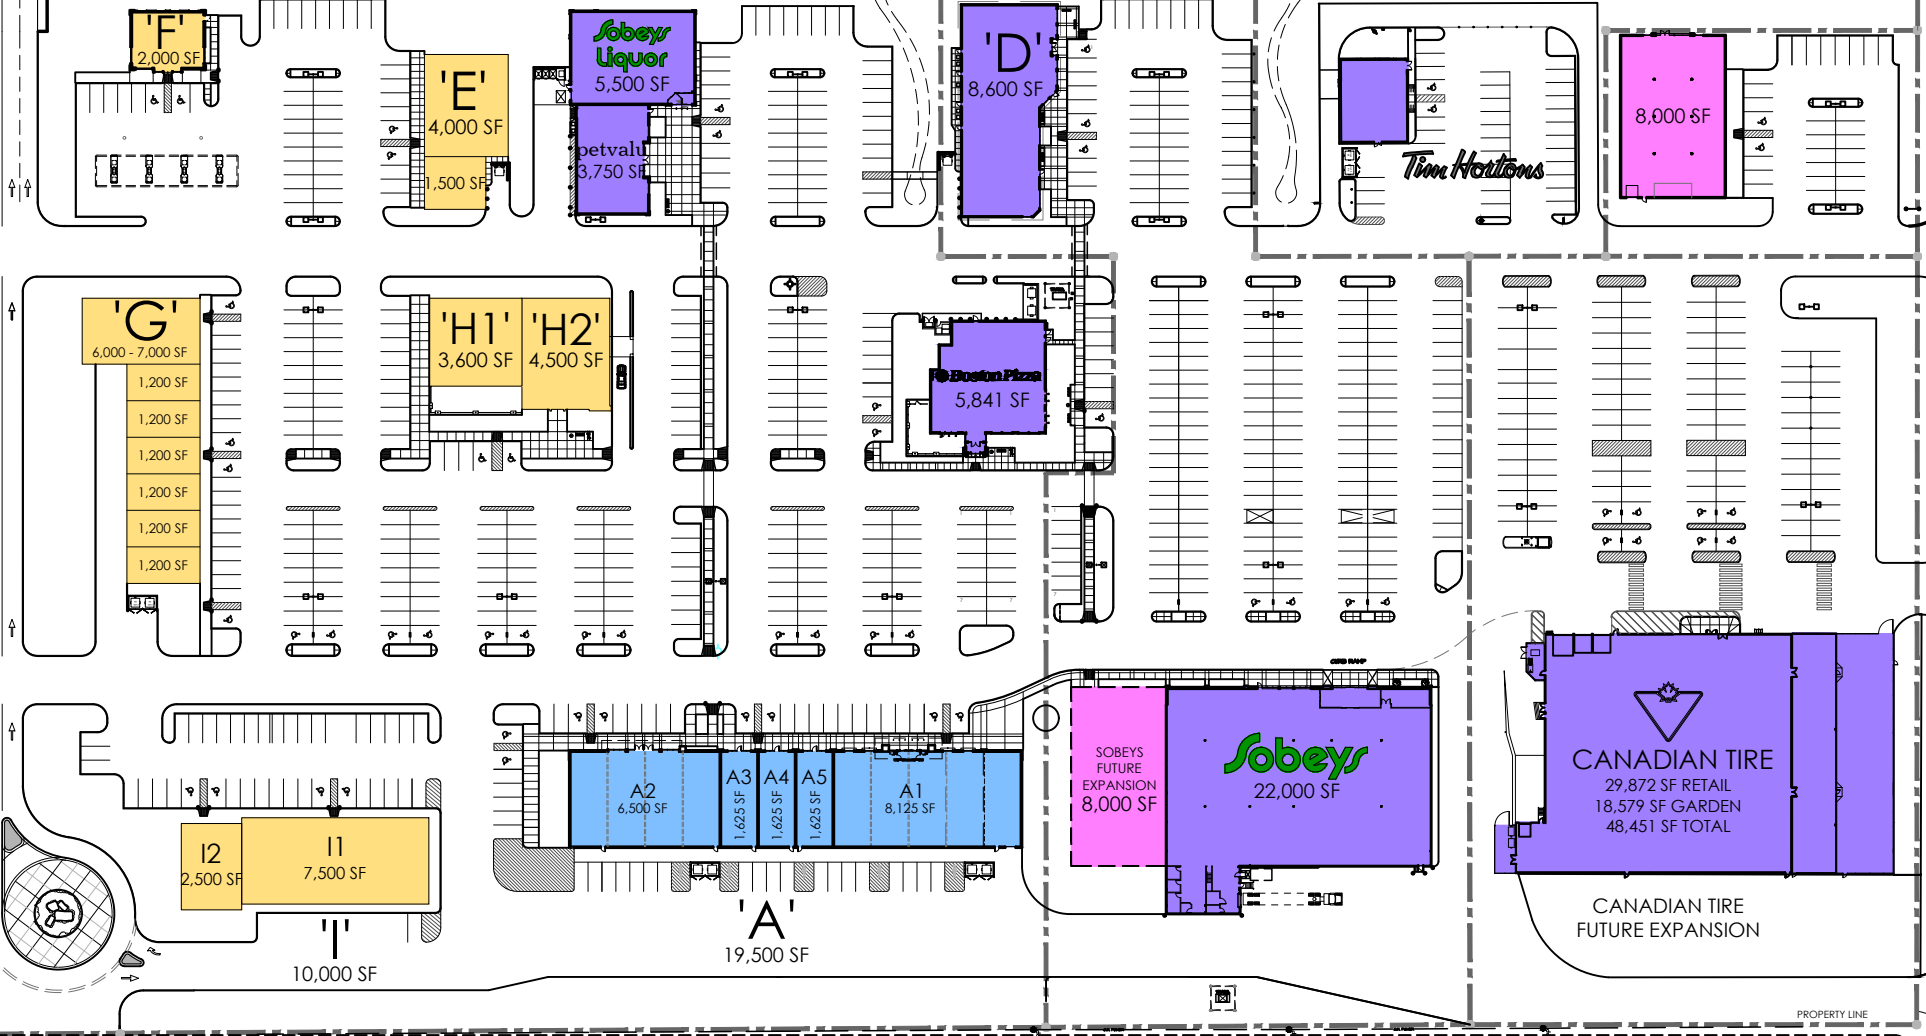 'F'
2,000 SF
'E'
4,000 SF
1,500 SF
Sobeys
Liquor
5,500 SF
petvalu
3,750 SF
'D'
8,600 SF
Tim Hortons
8,000 SF
'G'
6,000 - 7,000 SF
1,200 SF
1,200 SF
1,200 SF
1,200 SF
1,200 SF
1,200 SF
'H1'
3,600 SF
'H2'
4,500 SF
Boston Pizza
5,841 SF
I2
2,500 SF
I1
7,500 SF
'I'
10,000 SF
A2
6,500 SF
A3
1,625 SF
A4
1,625 SF
A5
1,625 SF
A1
8,125 SF
'A'
19,500 SF
SOBEYS
FUTURE
EXPANSION
8,000 SF
CURB RAMP
Sobeys
22,000 SF
CANADIAN TIRE
29,872 SF RETAIL
18,579 SF GARDEN
48,451 SF TOTAL
CANADIAN TIRE
FUTURE EXPANSION
PROPERTY LINE